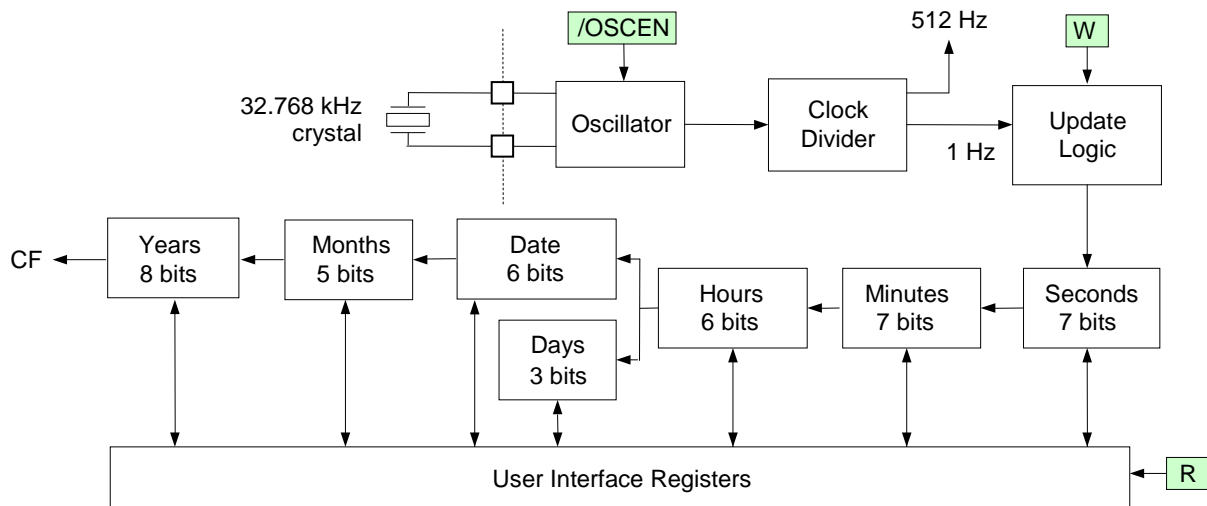 /OSCEN
512 Hz
W
32.768 kHz
crystal
Oscillator
Clock
Divider
1 Hz
Update
Logic
CF
Years
8 bits
Months
5 bits
Date
6 bits
Days
3 bits
Hours
6 bits
Minutes
7 bits
Seconds
7 bits
User Interface Registers
R